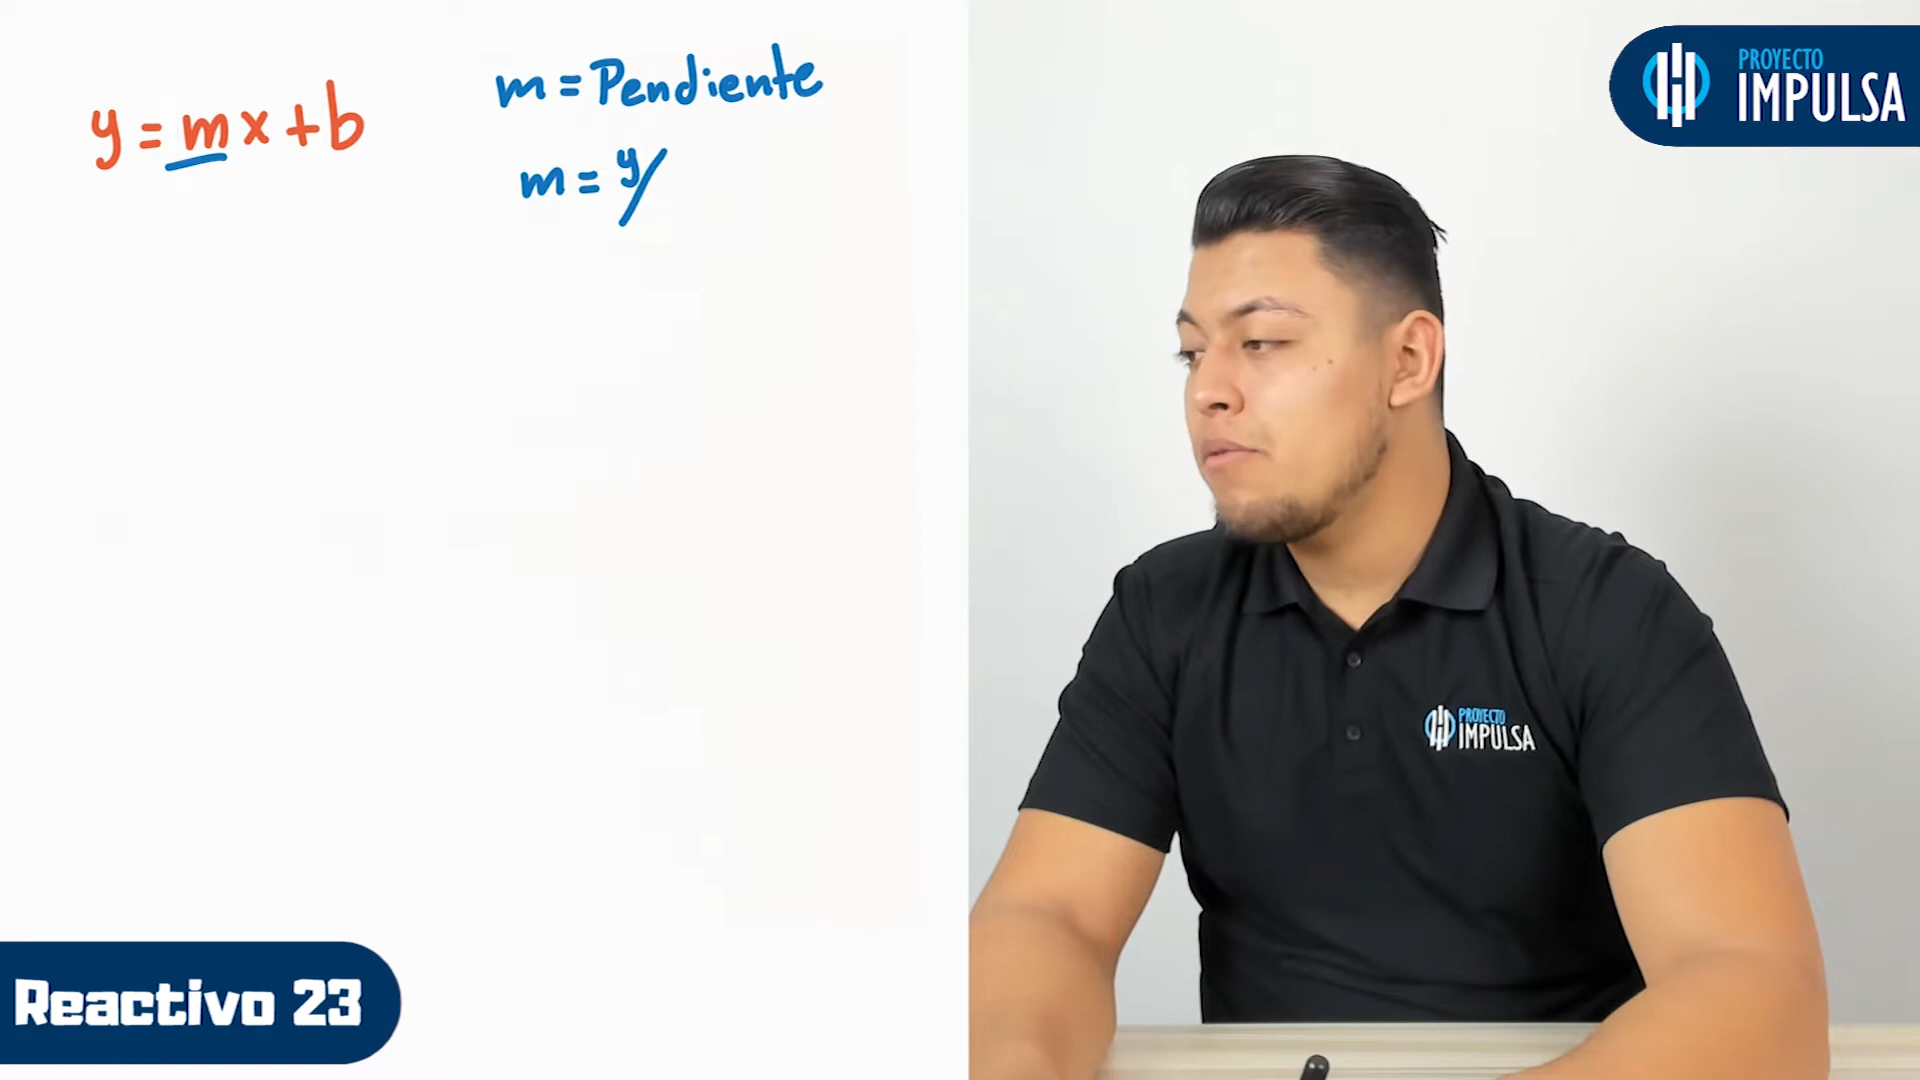 y = mx + b
m = Pendiente
m = y/
PROYECTO
IMPULSA
PROYECTO
IMPULSA
Reactivo 23